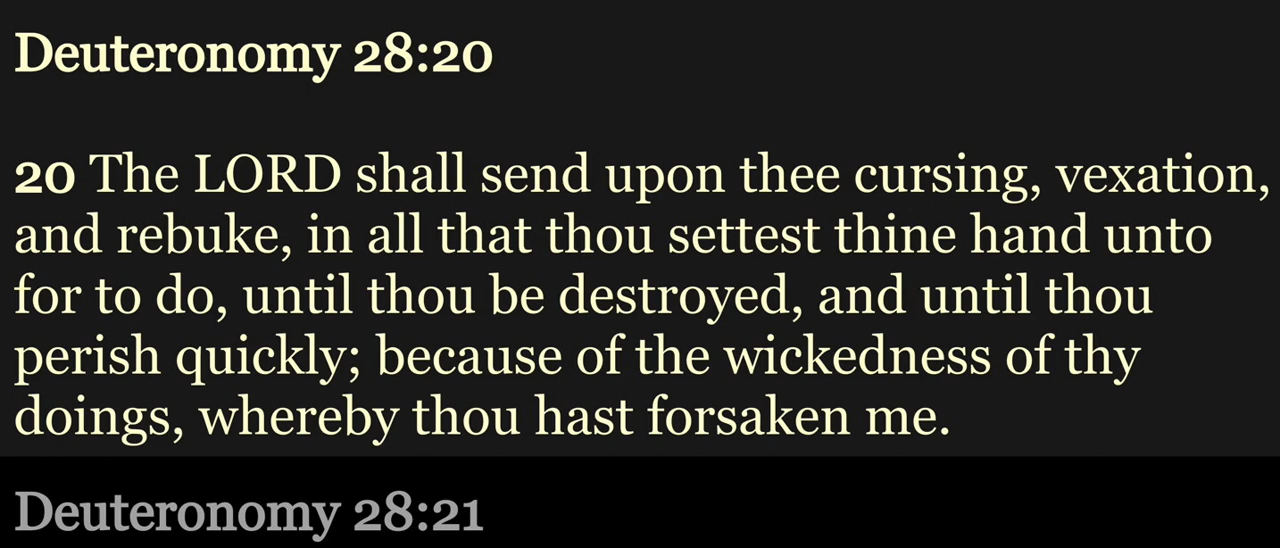 Deuteronomy 28:20
20 The LORD shall send upon thee cursing, vexation,
and rebuke, in all that thou settest thine hand unto
for to do, until thou be destroyed, and until thou
perish quickly; because of the wickedness of thy
doings, whereby thou hast forsaken me.
Deuteronomy 28:21